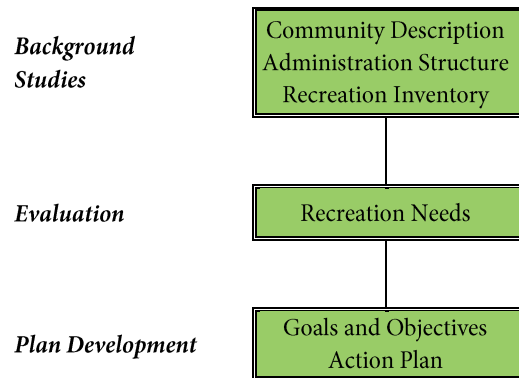 Background
Studies
Community Description
Administration Structure
Recreation Inventory
Evaluation
Recreation Needs
Plan Development
Goals and Objectives
Action Plan